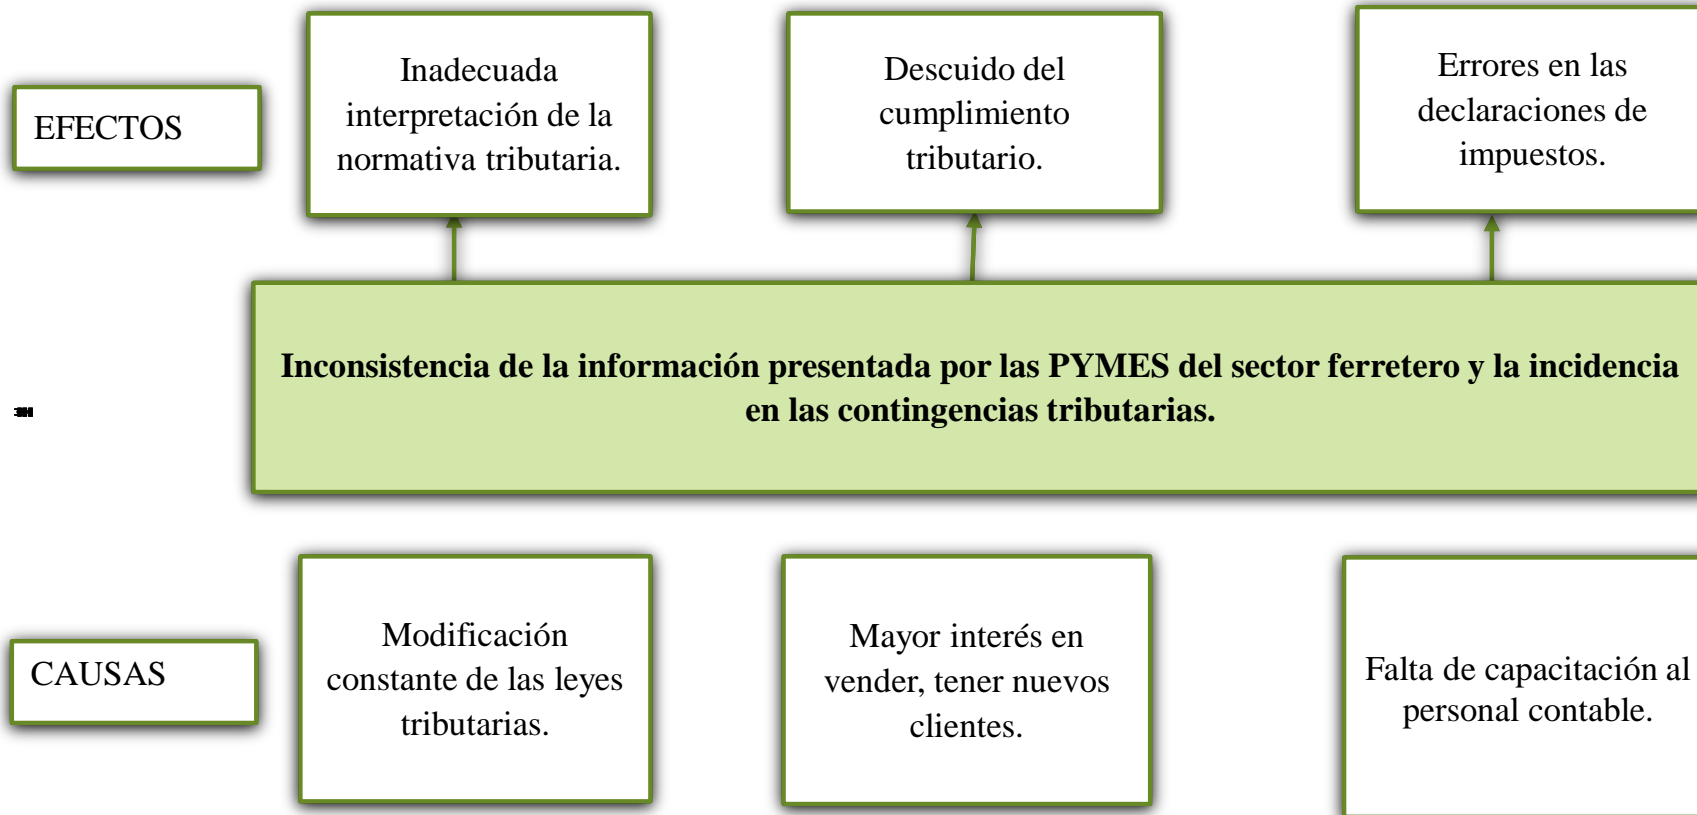 EFECTOS
Inadecuada
interpretación de la
normativa tributaria.
Descuido del
cumplimiento
tributario.
Errores en las
declaraciones de
impuestos.
Inconsistencia de la información presentada por las PYMES del sector ferretero y la incidencia
en las contingencias tributarias.
CAUSAS
Modificación
constante de las leyes
tributarias.
Mayor interés en
vender, tener nuevos
clientes.
Falta de capacitación al
personal contable.